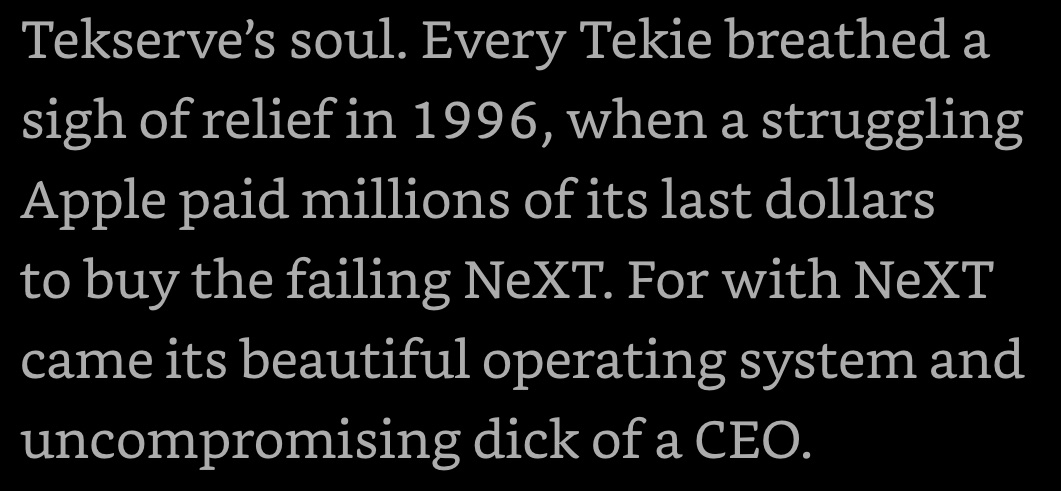 Tekserve’s soul. Every Tekie breathed a
sigh of relief in 1996, when a struggling
Apple paid millions of its last dollars
to buy the failing NeXT. For with NeXT
came its beautiful operating system and
uncompromising dick of a CEO.